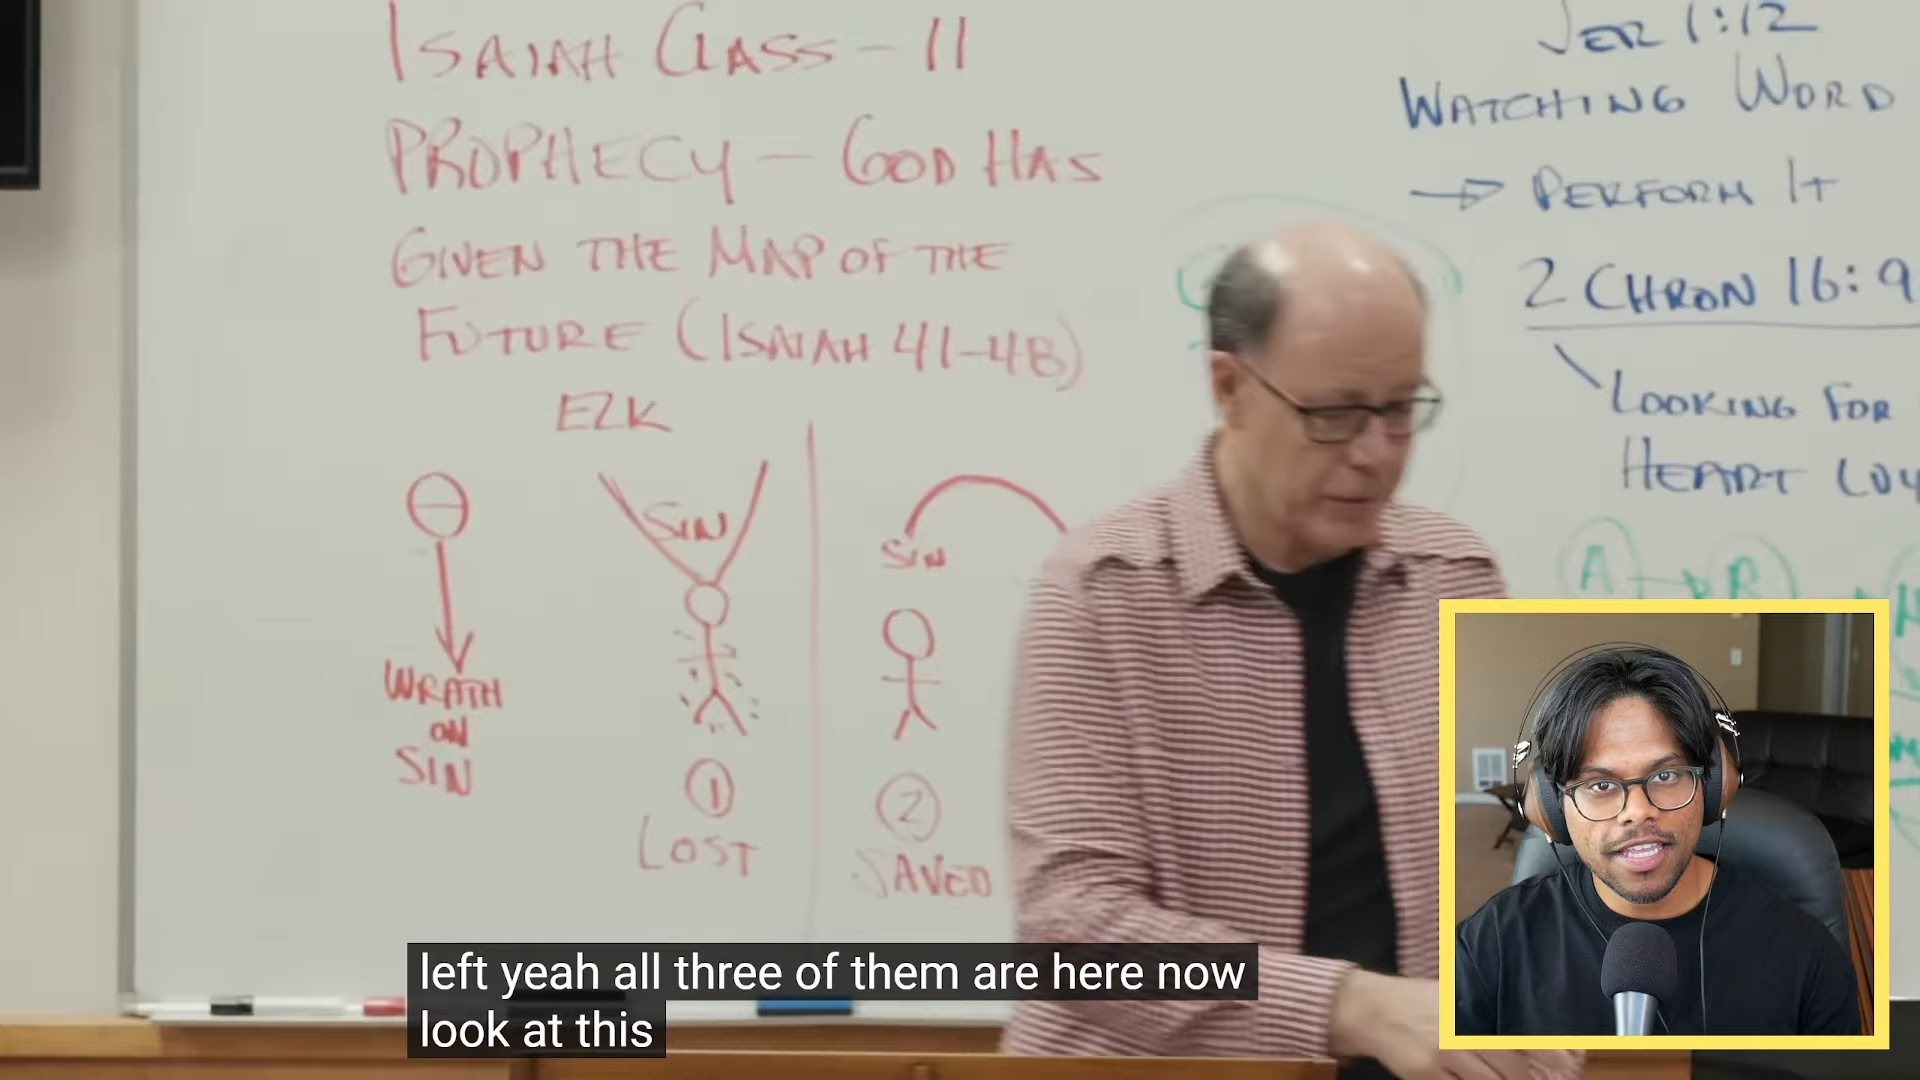 ISAIAH CLASS - 11
PROPHECY - GOD HAS
GIVEN THE MAP OF THE
FUTURE (ISAIAH 41-48)
EZK
SIN
SIN
WRATH
ON
SIN
1
LOST
2
SAVED
JER 1:12
WATCHING WORD
→ PERFORM IT
2 CHRON 16:9
LOOKING FOR
HEART
A → B
left yeah all three of them are here now
look at this